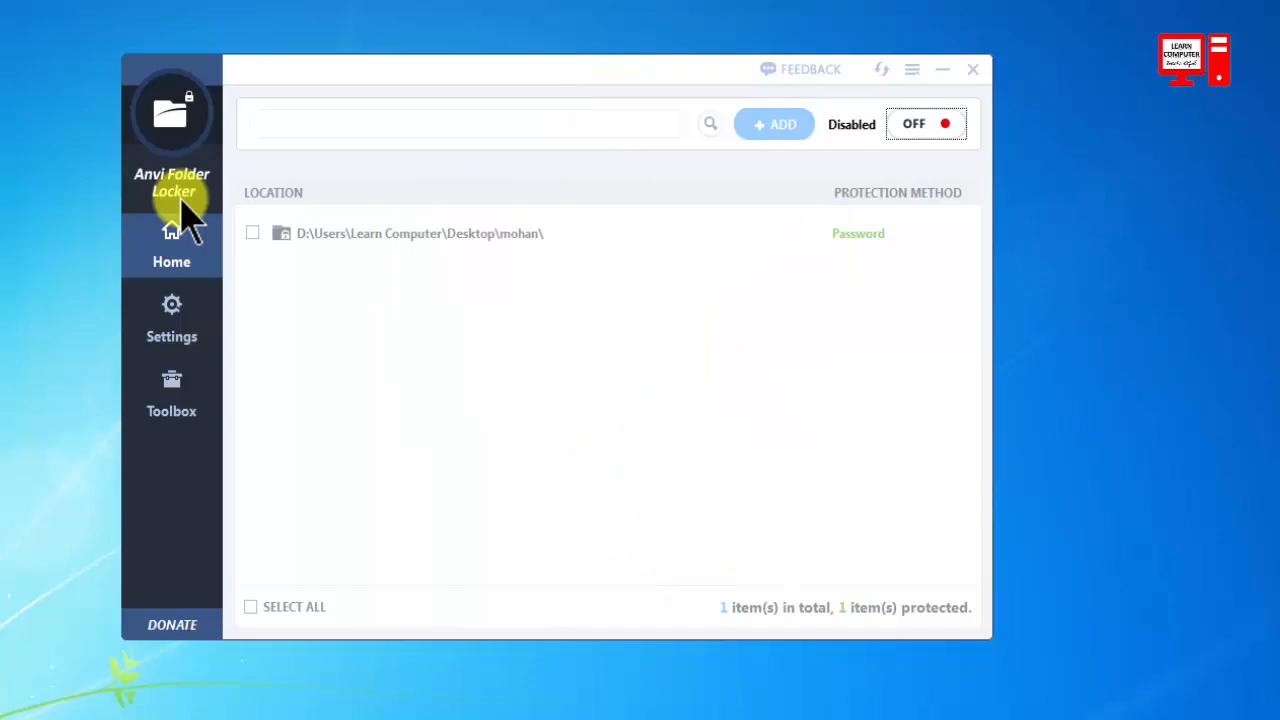 LEARN
COMPUTER
FEEDBACK
+ ADD
Disabled
OFF
Anvi Folder
Locker
LOCATION
PROTECTION METHOD
D:\Users\Learn Computer\Desktop\mohan\
Password
Home
Settings
Toolbox
SELECT ALL
1 item(s) in total, 1 item(s) protected.
DONATE